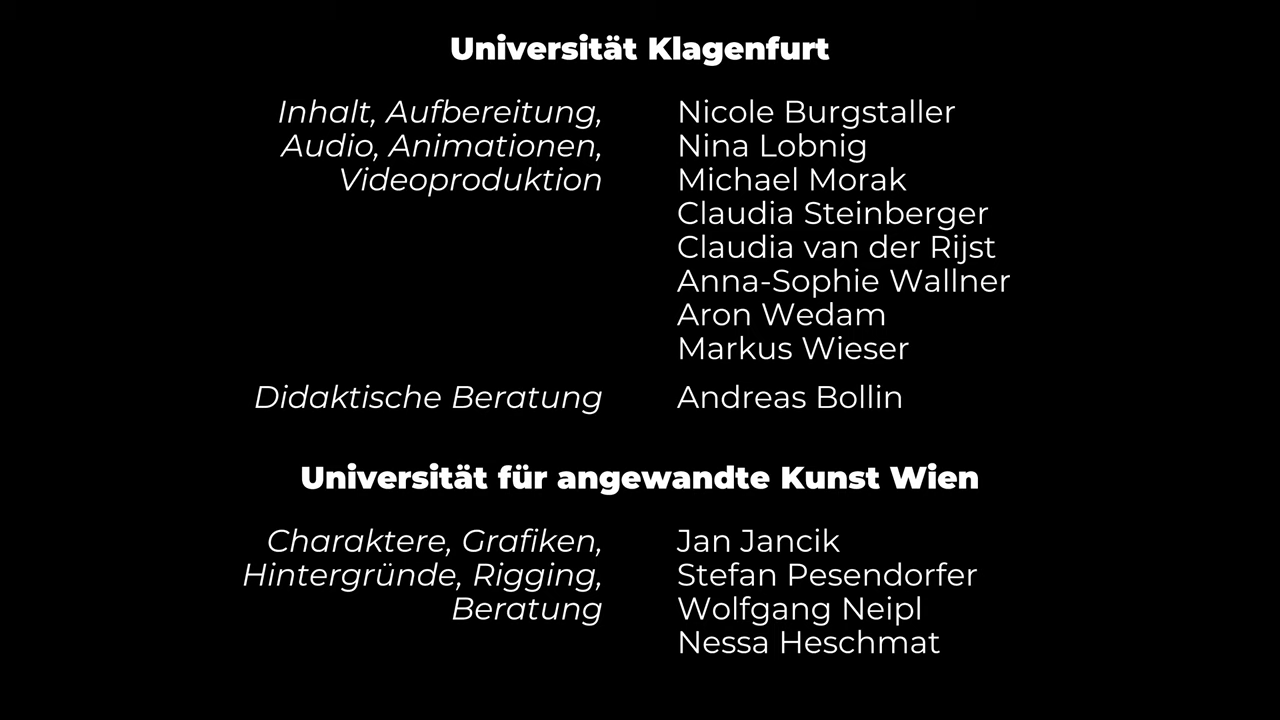 Universität Klagenfurt
Inhalt, Aufbereitung, Nicole Burgstaller
Audio, Animationen, Nina Lobnig
Videoproduktion Michael Morak
Claudia Steinberger
Claudia van der Rijst
Anna-Sophie Wallner
Aron Wedam
Markus Wieser
Didaktische Beratung Andreas Bollin
Universität für angewandte Kunst Wien
Charaktere, Grafiken, Jan Jancik
Hintergründe, Rigging, Stefan Pesendorfer
Beratung Wolfgang Neipl
Nessa Heschmat